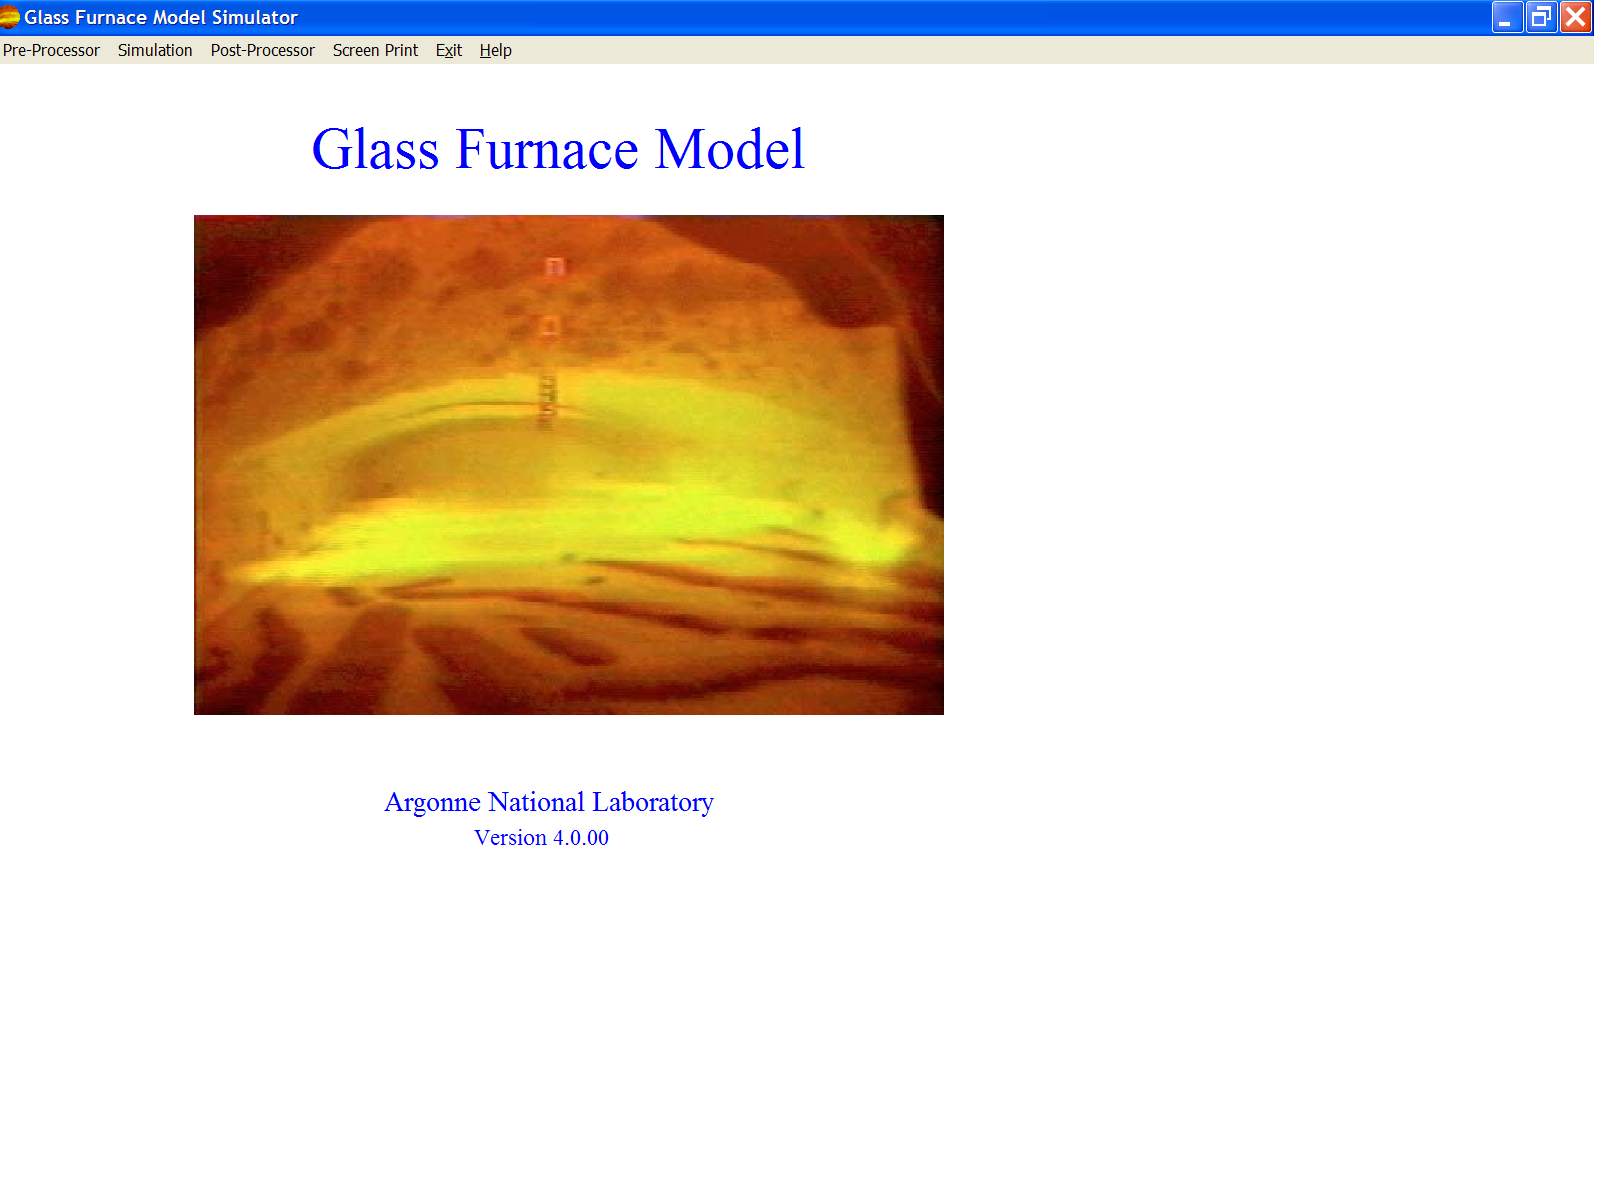 Glass Furnace Model Simulator
Pre-Processor Simulation Post-Processor Screen Print Exit Help
Glass Furnace Model
Argonne National Laboratory
Version 4.0.00